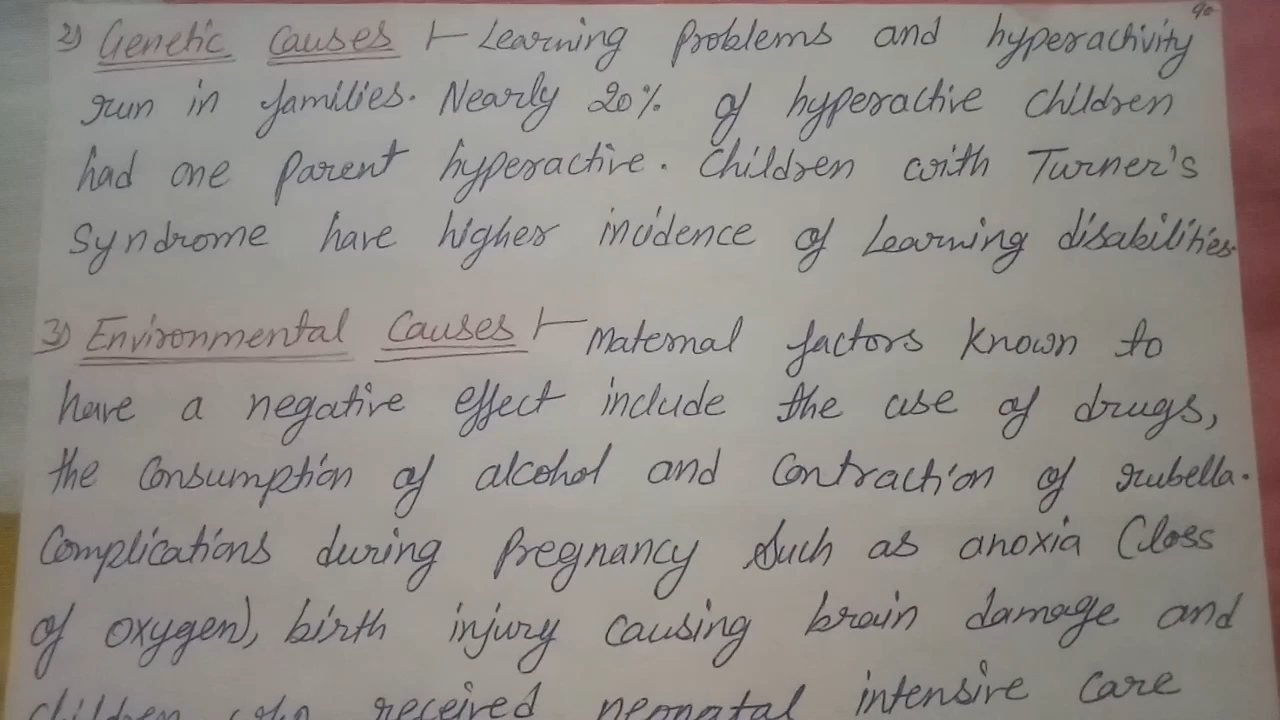 2) Genetic Causes :- Learning Problems and hyperactivity
run in families. Nearly 20% of hyperactive children
had one Parent hyperactive. Children with Turner's
Syndrome have higher incidence of Learning disabilities.
3) Environmental Causes :- Maternal factors known to
have a negative effect include the use of drugs,
the Consumption of alcohol and Contraction of rubella.
Complications during Pregnancy Such as anoxia (loss
of oxygen), birth injury causing brain damage and
children who received neonatal intensive care